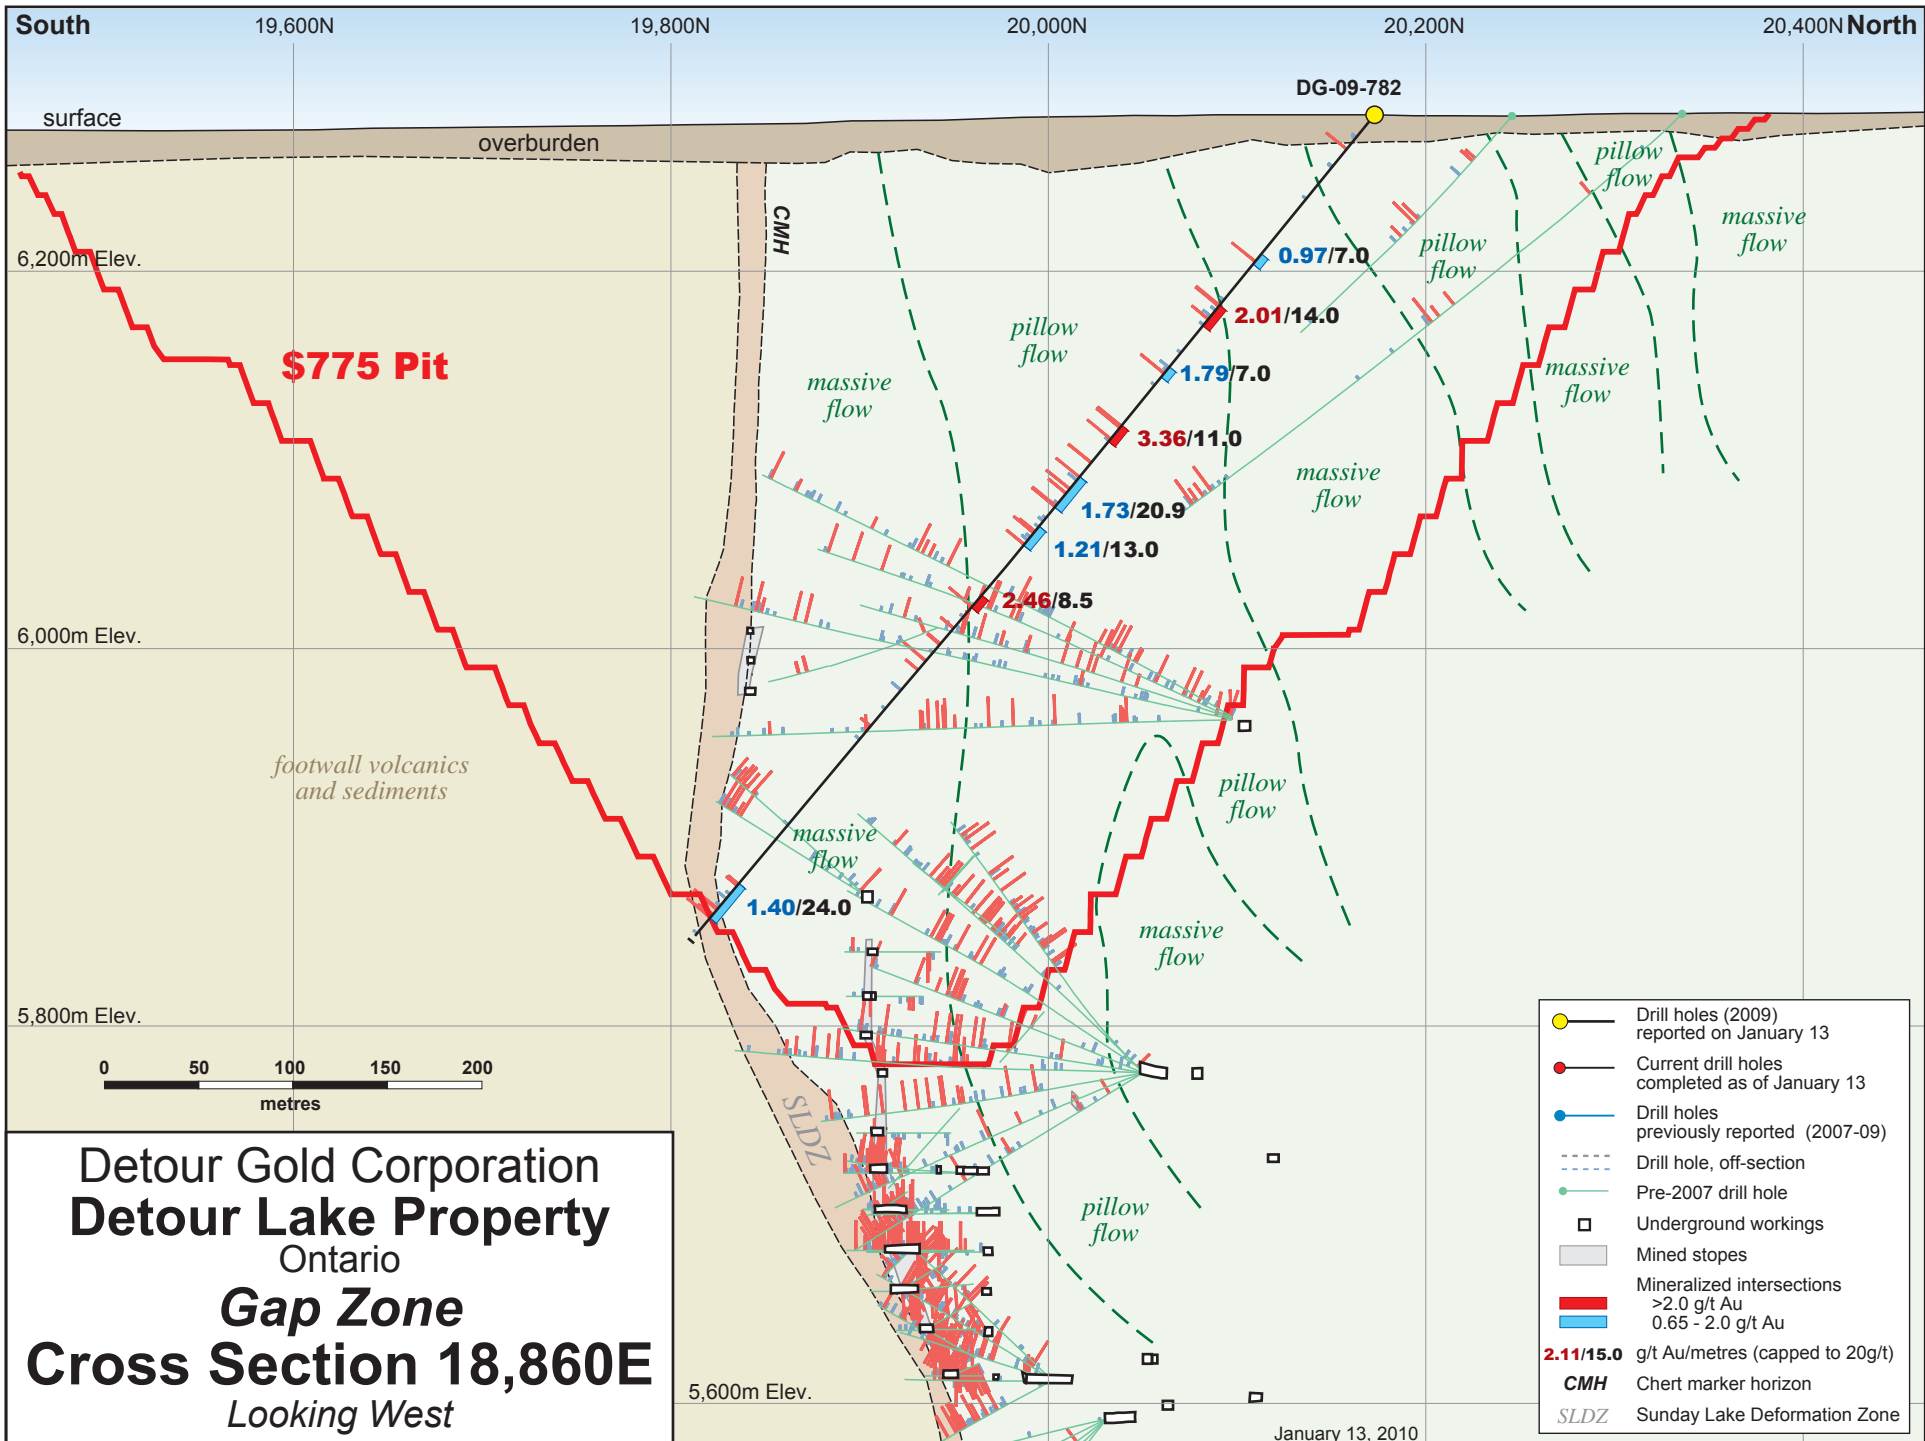 South
19,600N
19,800N
20,000N
20,200N
20,400N
North
DG-09-782
surface
overburden
pillow
flow
CMH
massive
flow
pillow
flow
6,200m Elev.
0.97/7.0
2.01/14.0
pillow
flow
$775 Pit
massive
flow
1.79/7.0
massive
flow
3.36/11.0
massive
flow
1.73/20.9
1.21/13.0
2.46/8.5
6,000m Elev.
footwall volcanics
and sediments
pillow
flow
massive
flow
1.40/24.0
massive
flow
5,800m Elev.
0 50 100 150 200
metres
SLDZ
pillow
flow
5,600m Elev.
January 13, 2010
Detour Gold Corporation
Detour Lake Property
Ontario
Gap Zone
Cross Section 18,860E
Looking West
Drill holes (2009)
reported on January 13
Current drill holes
completed as of January 13
Drill holes
previously reported (2007-09)
Drill hole, off-section
Pre-2007 drill hole
Underground workings
Mined stopes
Mineralized intersections
>2.0 g/t Au
0.65 - 2.0 g/t Au
2.11/15.0 g/t Au/metres (capped to 20g/t)
CMH Chert marker horizon
SLDZ Sunday Lake Deformation Zone